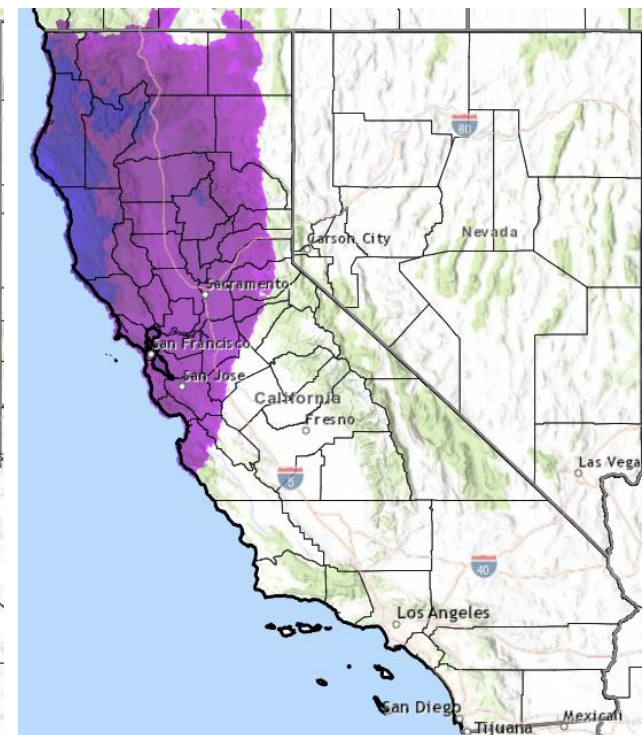 80
Carson City
Nevada
Sacramento
San Francisco
San Jose
California
Fresno
Las Vega
5
40
Los Angeles
San Diego
Tijuana
Mexicali